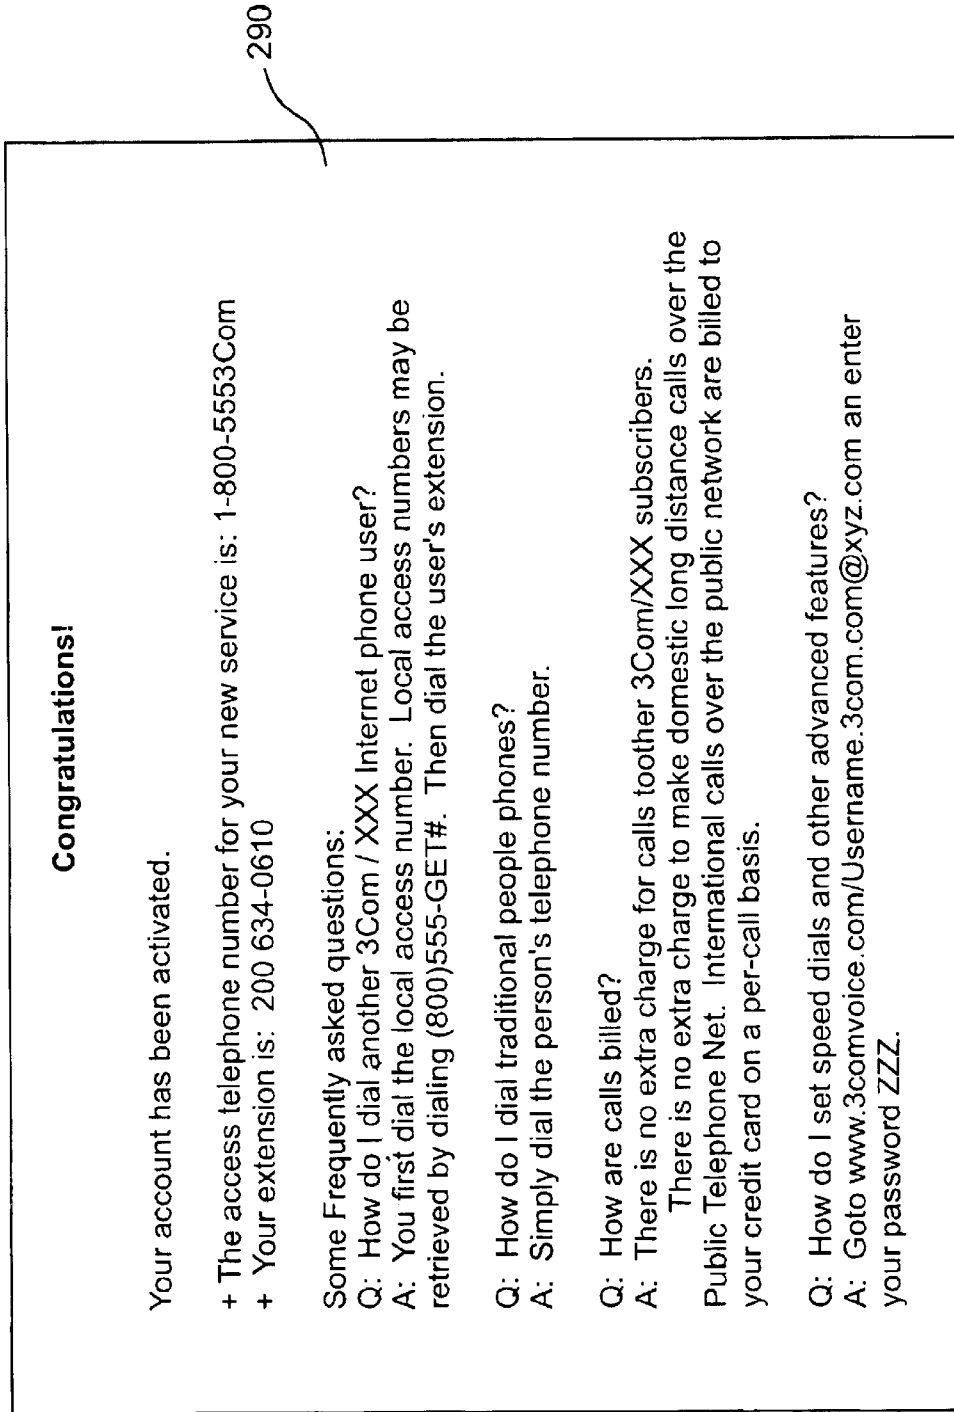 290
Congratulations!
Your account has been activated.
+ The access telephone number for your new service is: 1-800-5553Com
+ Your extension is: 200 634-0610
Some Frequently asked questions:
Q: How do I dial another 3Com / XXX Internet phone user?
A: You first dial the local access number. Local access numbers may be
retrieved by dialing (800)555-GET#. Then dial the user's extension.
Q: How do I dial traditional people phones?
A: Simply dial the person's telephone number.
Q: How are calls billed?
A: There is no extra charge for calls toother 3Com/XXX subscribers.
There is no extra charge to make domestic long distance calls over the
Public Telephone Net. International calls over the public network are billed to
your credit card on a per-call basis.
Q: How do I set speed dials and other advanced features?
A: Goto www.3comvoice.com/Username.3com.com@xyz.com an enter
your password ZZZ.